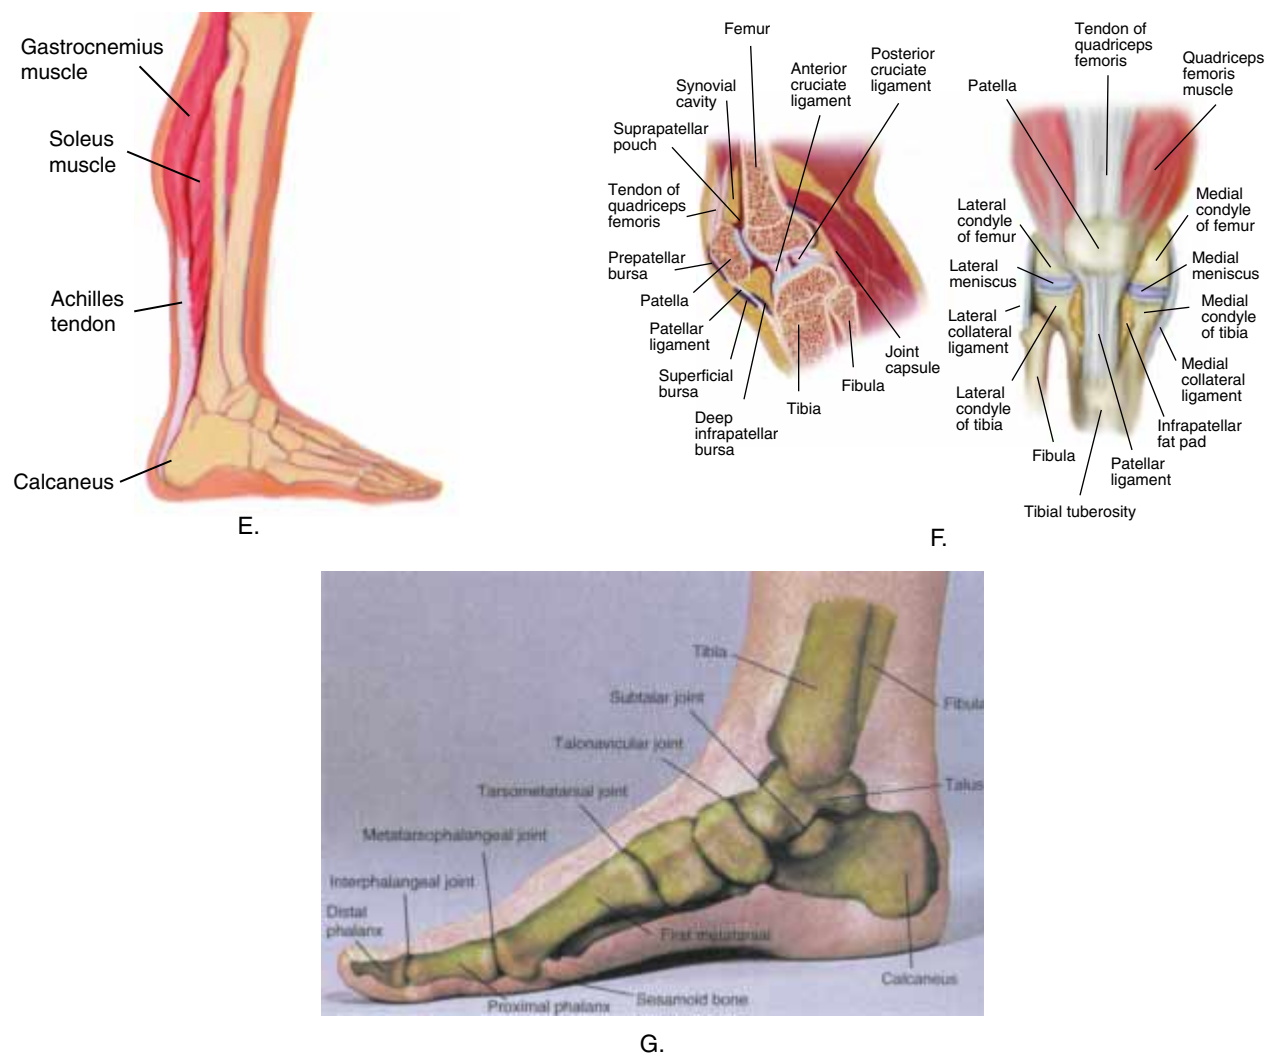 Gastrocnemius
muscle
Soleus
muscle
Achilles
tendon
Calcaneus
E.
Femur
Synovial
cavity
Suprapatellar
pouch
Tendon of
quadriceps
femoris
Prepatellar
bursa
Patella
Patellar
ligament
Superficial
bursa
Deep
infrapatellar
bursa
Anterior
cruciate
ligament
Posterior
cruciate
ligament
Tibia
Fibula
Joint
capsule
Patella
Tendon of
quadriceps
femoris
Quadriceps
femoris
muscle
Lateral
condyle
of femur
Lateral
meniscus
Lateral
collateral
ligament
Lateral
condyle
of tibia
Fibula
Tibial tuberosity
Medial
condyle
of femur
Medial
meniscus
Medial
condyle
of tibia
Medial
collateral
ligament
Infrapatellar
fat pad
Patellar
ligament
F.
Tibia
Subtalar joint
Talonavicular joint
Tarsometatarsal joint
Metatarsophalangeal joint
Interphalangeal joint
Distal
phalanx
Fibula
Talus
First metatarsal
Calcaneus
Sesamoid bone
Proximal phalanx
G.